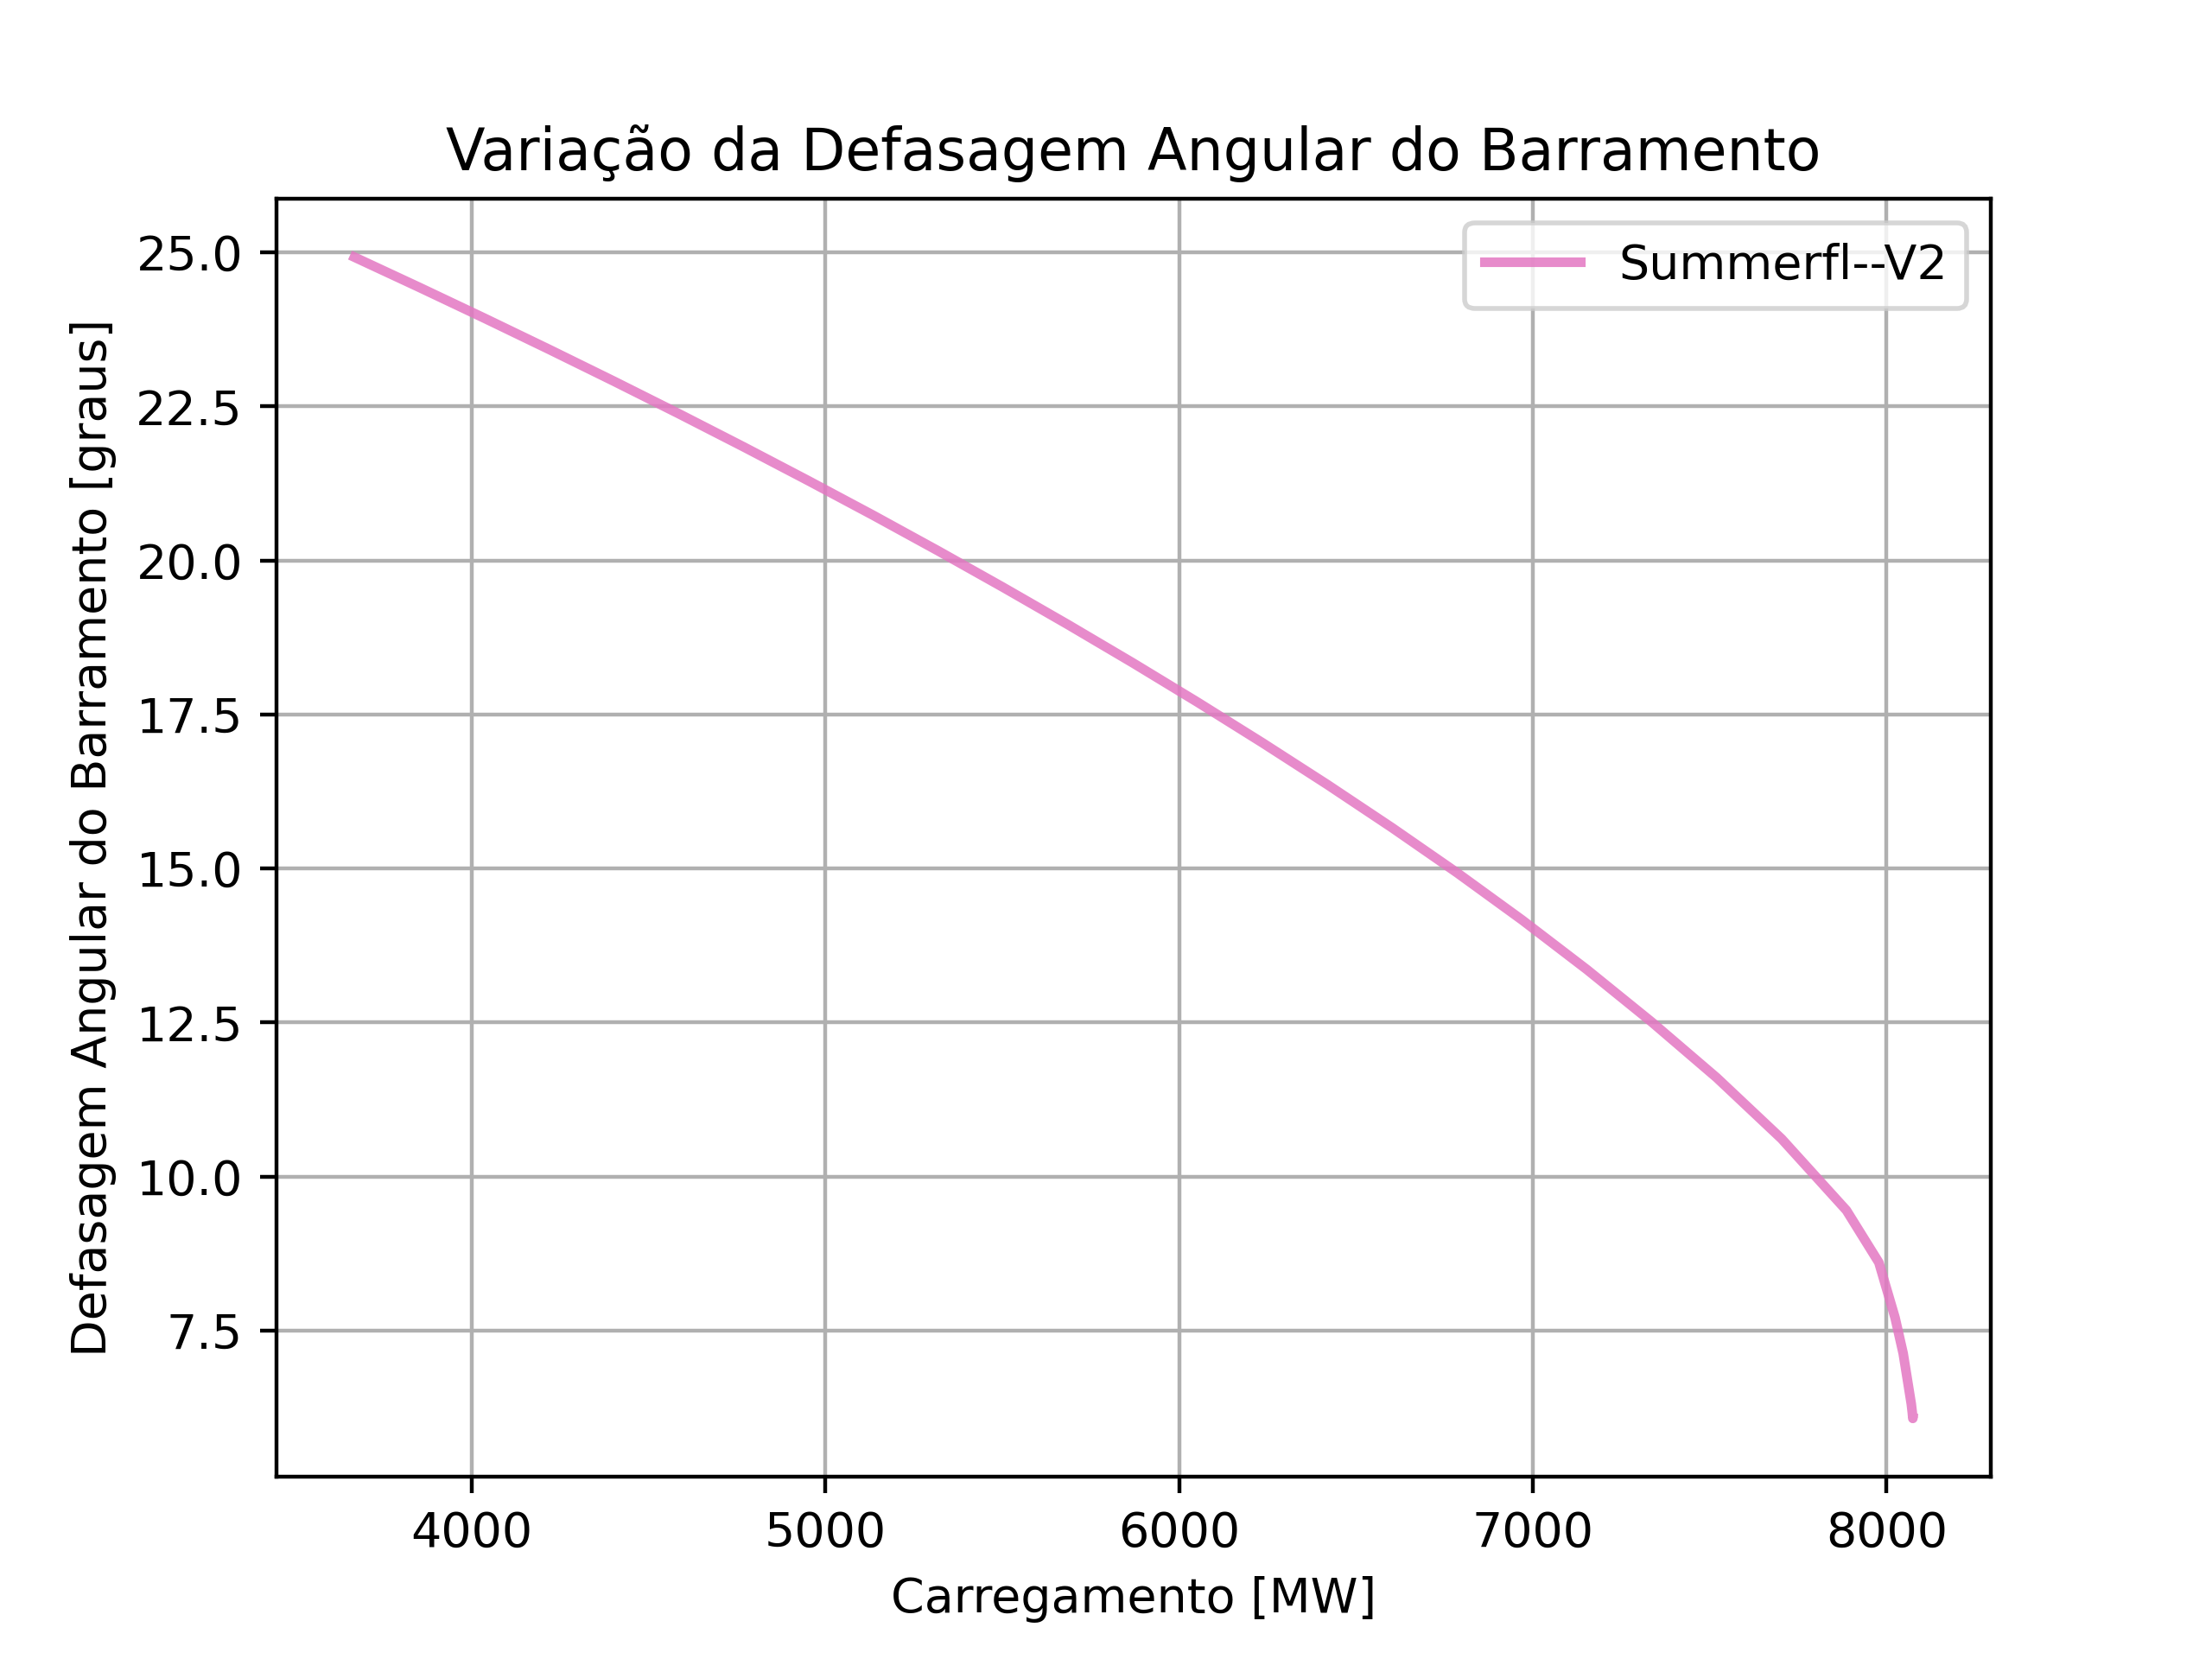 Variação da Defasagem Angular do Barramento
Summerfl--V2
Defasagem Angular do Barramento [graus]
25.0
22.5
20.0
17.5
15.0
12.5
10.0
7.5
4000 5000 6000 7000 8000
Carregamento [MW]